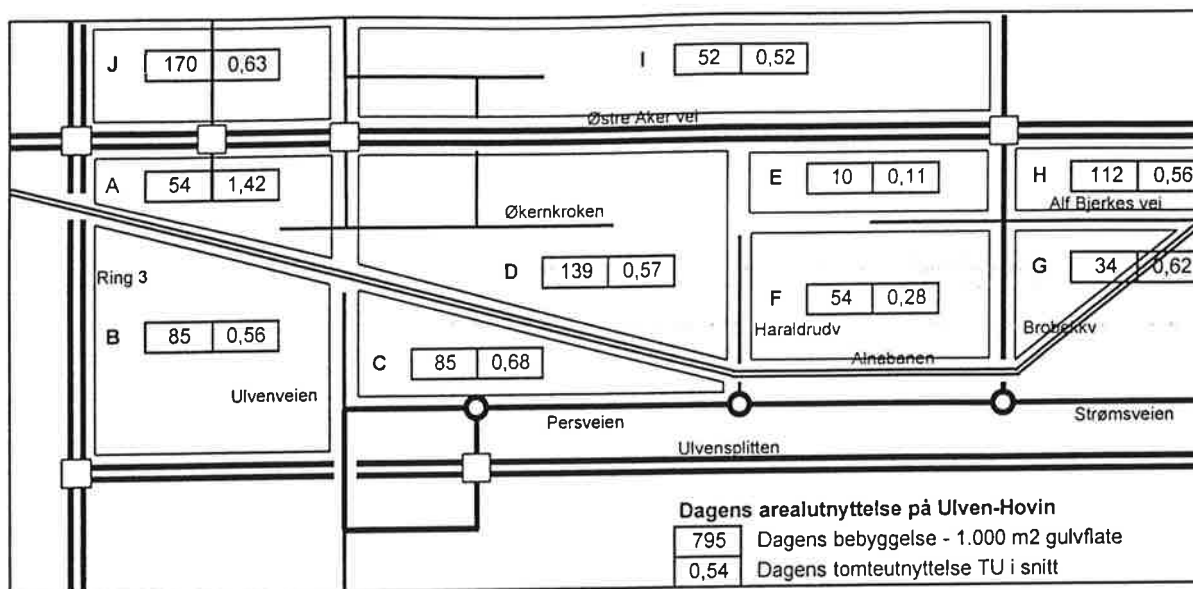 J 170 0,63
I 52 0,52
Østre Aker vei
A 54 1,42
E 10 0,11
H 112 0,56
Alf Bjerkes vei
Økernkroken
Ring 3
D 139 0,57
F 54 0,28
G 34 0,62
B 85 0,56
Haraldrudv
Brobekkv
C 85 0,68
Alnabanen
Ulvenveien
Persveien
Strømsveien
Ulvensplitten
Dagens arealutnyttelse på Ulven-Hovin
795 Dagens bebyggelse - 1.000 m2 gulvflate
0,54 Dagens tomteutnyttelse TU i snitt